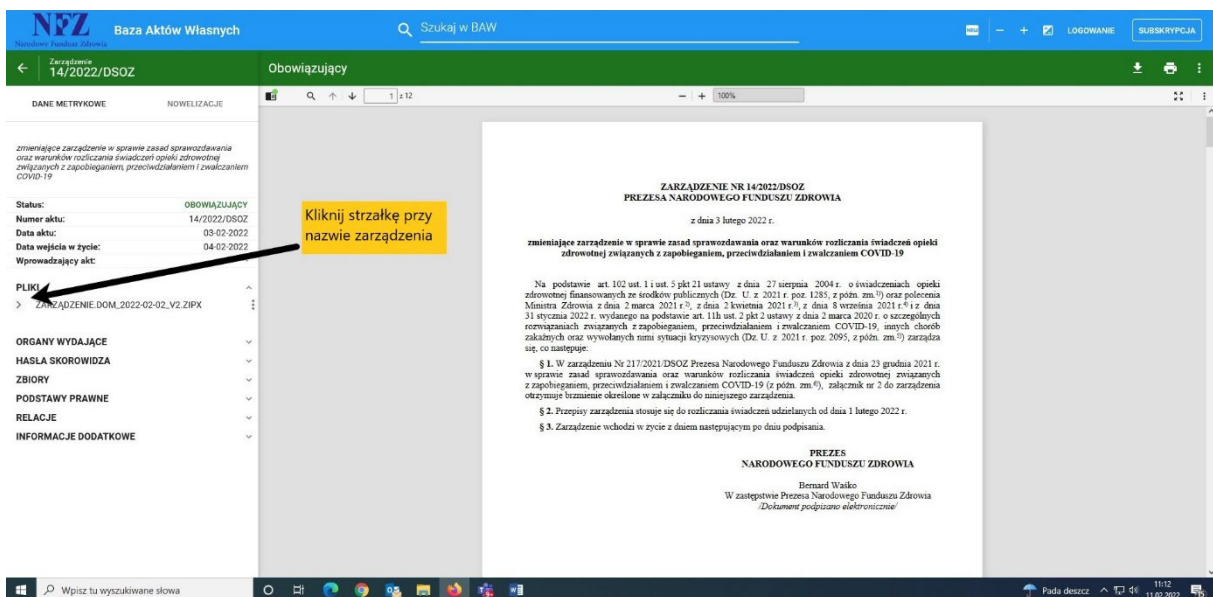 NFZ
Narodowy Fundusz Zdrowia
Baza Aktów Własnych
Szukaj w BAW
NEW
LOGOWANIE
SUBSKRYPCJA
Zarządzenie
14/2022/DSOZ
Obowiązujący
DANE METRYKOWE
NOWELIZACJE
1 z 12
100%
zmieniające zarządzenie w sprawie zasad sprawozdawania
oraz warunków rozliczania świadczeń opieki zdrowotnej
związanych z zapobieganiem, przeciwdziałaniem i zwalczaniem
COVID-19
Status: OBOWIĄZUJĄCY
Numer aktu: 14/2022/DSOZ
Data aktu: 03-02-2022
Data wejścia w życie: 04-02-2022
Wprowadzający akt: -
PLIKI
ZARZĄDZENIE.DOM_2022-02-02_V2.ZIPX
ORGANY WYDAJĄCE
HASŁA SKOROWIDZA
ZBIORY
PODSTAWY PRAWNE
RELACJE
INFORMACJE DODATKOWE
Kliknij strzałkę przy
nazwie zarządzenia
ZARZĄDZENIE NR 14/2022/DSOZ
PREZESA NARODOWEGO FUNDUSZU ZDROWIA
z dnia 3 lutego 2022 r.
zmieniające zarządzenie w sprawie zasad sprawozdawania oraz warunków rozliczania świadczeń opieki
zdrowotnej związanych z zapobieganiem, przeciwdziałaniem i zwalczaniem COVID-19
Na podstawie art. 102 ust. 1 i ust. 5 pkt 21 ustawy z dnia 27 sierpnia 2004 r. o świadczeniach opieki
zdrowotnej finansowanych ze środków publicznych (Dz. U. z 2021 r. poz. 1285, z późn. zm.1)) oraz polecenia
Ministra Zdrowia z dnia 2 marca 2021 r.2), z dnia 2 kwietnia 2021 r.3), z dnia 8 września 2021 r.4) i z dnia
31 stycznia 2022 r. wydanego na podstawie art. 11h ust. 2 pkt 2 ustawy z dnia 2 marca 2020 r. o szczególnych
rozwiązaniach związanych z zapobieganiem, przeciwdziałaniem i zwalczaniem COVID-19, innych chorób
zakaźnych oraz wywołanych nimi sytuacji kryzysowych (Dz. U. z 2021 r. poz. 2095, z późn. zm.5)) zarządza
się, co następuje:
§ 1. W zarządzeniu Nr 217/2021/DSOZ Prezesa Narodowego Funduszu Zdrowia z dnia 23 grudnia 2021 r.
w sprawie zasad sprawozdawania oraz warunków rozliczania świadczeń opieki zdrowotnej związanych
z zapobieganiem, przeciwdziałaniem i zwalczaniem COVID-19 (z późn. zm.6)), załącznik nr 2 do zarządzenia
otrzymuje brzmienie określone w załączniku do niniejszego zarządzenia.
§ 2. Przepisy zarządzenia stosuje się do rozliczania świadczeń udzielanych od dnia 1 lutego 2022 r.
§ 3. Zarządzenie wchodzi w życie z dniem następującym po dniu podpisania.
PREZES
NARODOWEGO FUNDUSZU ZDROWIA
Bernard Waśko
W zastępstwie Prezesa Narodowego Funduszu Zdrowia
/Dokument podpisano elektronicznie/
Wpisz tu wyszukiwane słowa
Pada deszcz
11:12
11.02.2022